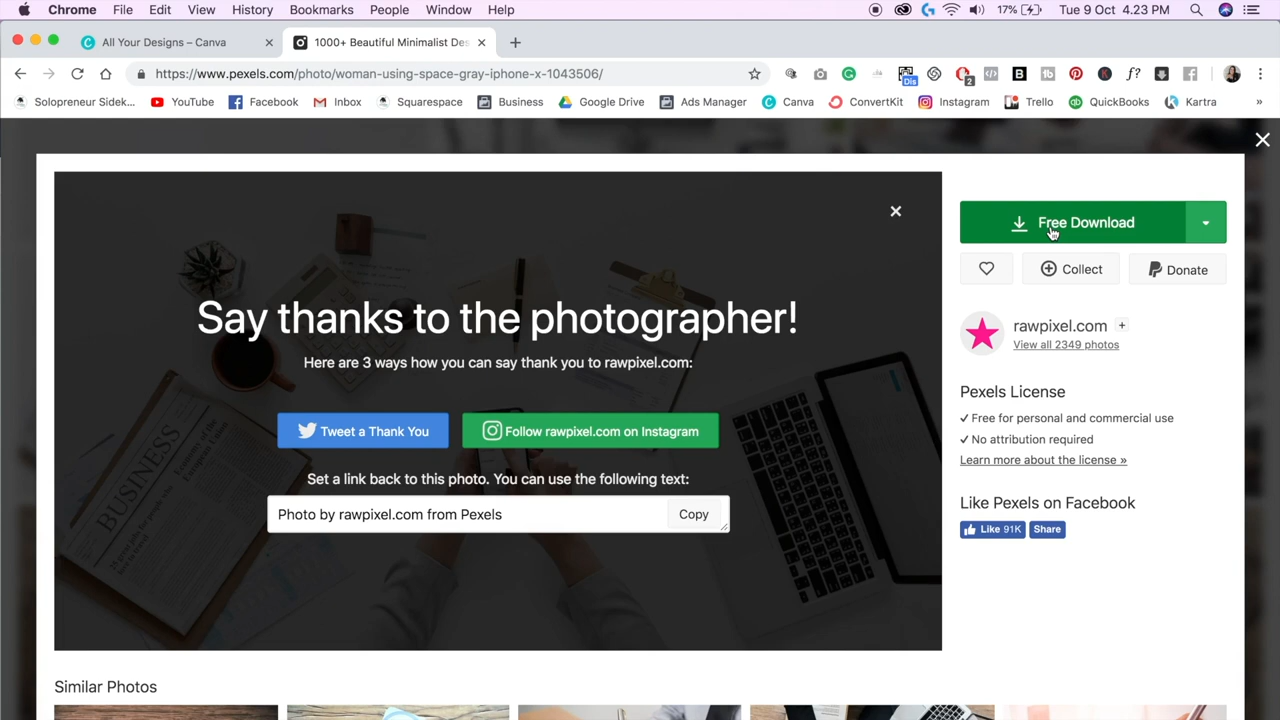 Chrome File Edit View History Bookmarks People Window Help 17% Tue 9 Oct 4.23 PM
All Your Designs – Canva
1000+ Beautiful Minimalist Des
https://www.pexels.com/photo/woman-using-space-gray-iphone-x-1043506/
Dis 2 B K f?
Solopreneur Sidek... YouTube Facebook Inbox Squarespace Business Google Drive Ads Manager Canva ConvertKit Instagram Trello QuickBooks Kartra »
Say thanks to the photographer!
Here are 3 ways how you can say thank you to rawpixel.com:
Tweet a Thank You
Follow rawpixel.com on Instagram
Set a link back to this photo. You can use the following text:
Photo by rawpixel.com from Pexels
Copy
BUSINESS
Free Download
Collect
Donate
rawpixel.com +
View all 2349 photos
Pexels License
✓ Free for personal and commercial use
✓ No attribution required
Learn more about the license »
Like Pexels on Facebook
Like 91K
Share
Similar Photos